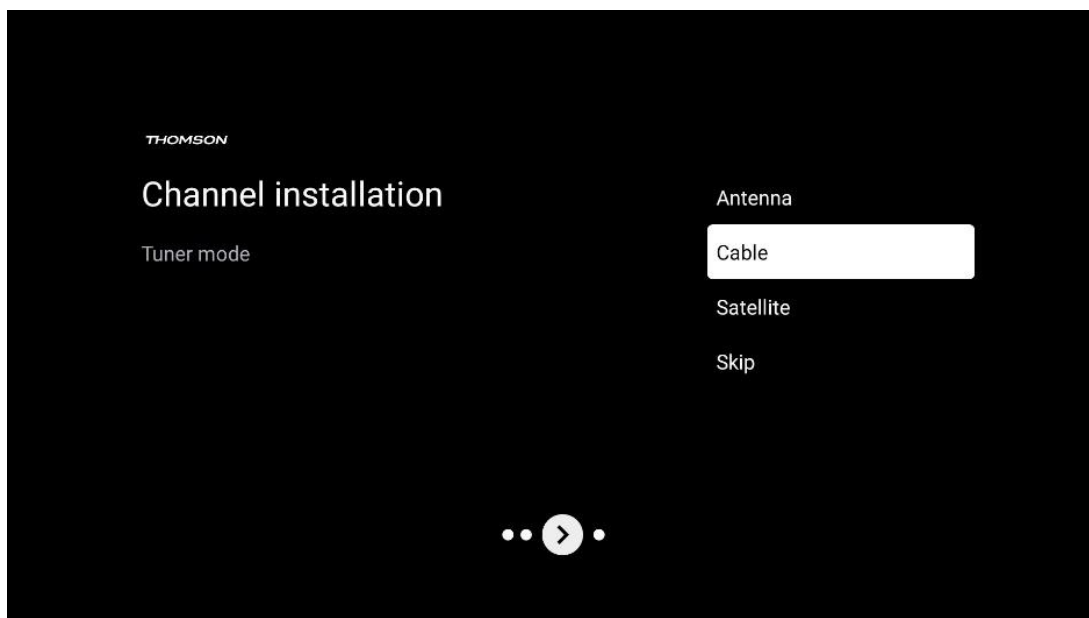 THOMSON
Channel installation
Tuner mode
Antenna
Cable
Satellite
Skip